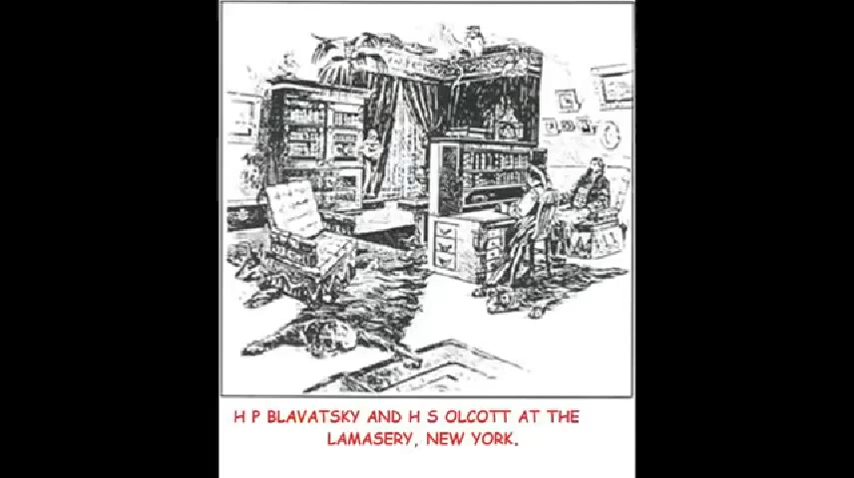 H P BLAVATSKY AND H S OLCOTT AT THE
LAMASERY, NEW YORK.